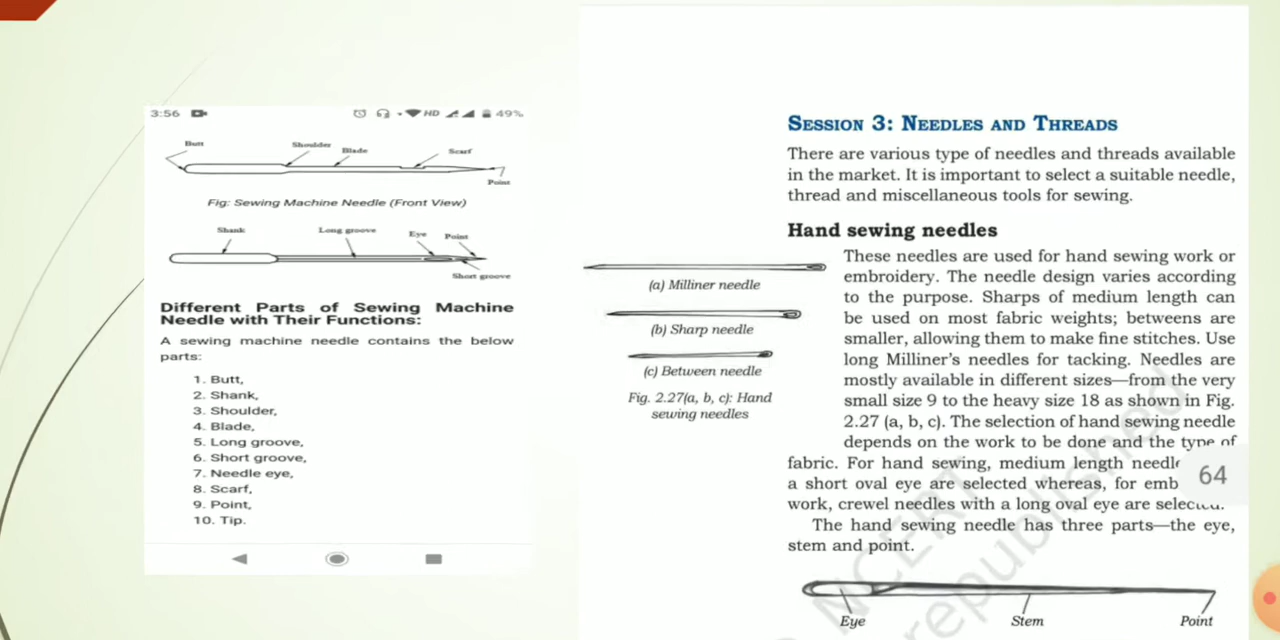 3:56 HD 49%
Butt Shoulder Blade Scarf
Point
Fig: Sewing Machine Needle (Front View)
Shank Long groove Eye Point
Short groove
Different Parts of Sewing Machine
Needle with Their Functions:
A sewing machine needle contains the below
parts:
1. Butt,
2. Shank,
3. Shoulder,
4. Blade,
5. Long groove,
6. Short groove,
7. Needle eye,
8. Scarf,
9. Point,
10. Tip.
(a) Milliner needle
(b) Sharp needle
(c) Between needle
Fig. 2.27(a, b, c): Hand
sewing needles
SESSION 3: NEEDLES AND THREADS
There are various type of needles and threads available
in the market. It is important to select a suitable needle,
thread and miscellaneous tools for sewing.
Hand sewing needles
These needles are used for hand sewing work or
embroidery. The needle design varies according
to the purpose. Sharps of medium length can
be used on most fabric weights; betweens are
smaller, allowing them to make fine stitches. Use
long Milliner's needles for tacking. Needles are
mostly available in different sizes—from the very
small size 9 to the heavy size 18 as shown in Fig.
2.27 (a, b, c). The selection of hand sewing needle
depends on the work to be done and the type of
fabric. For hand sewing, medium length needl
a short oval eye are selected whereas, for emb
work, crewel needles with a long oval eye are selected.
64
The hand sewing needle has three parts—the eye,
stem and point.
Eye Stem Point
NCERT
republished